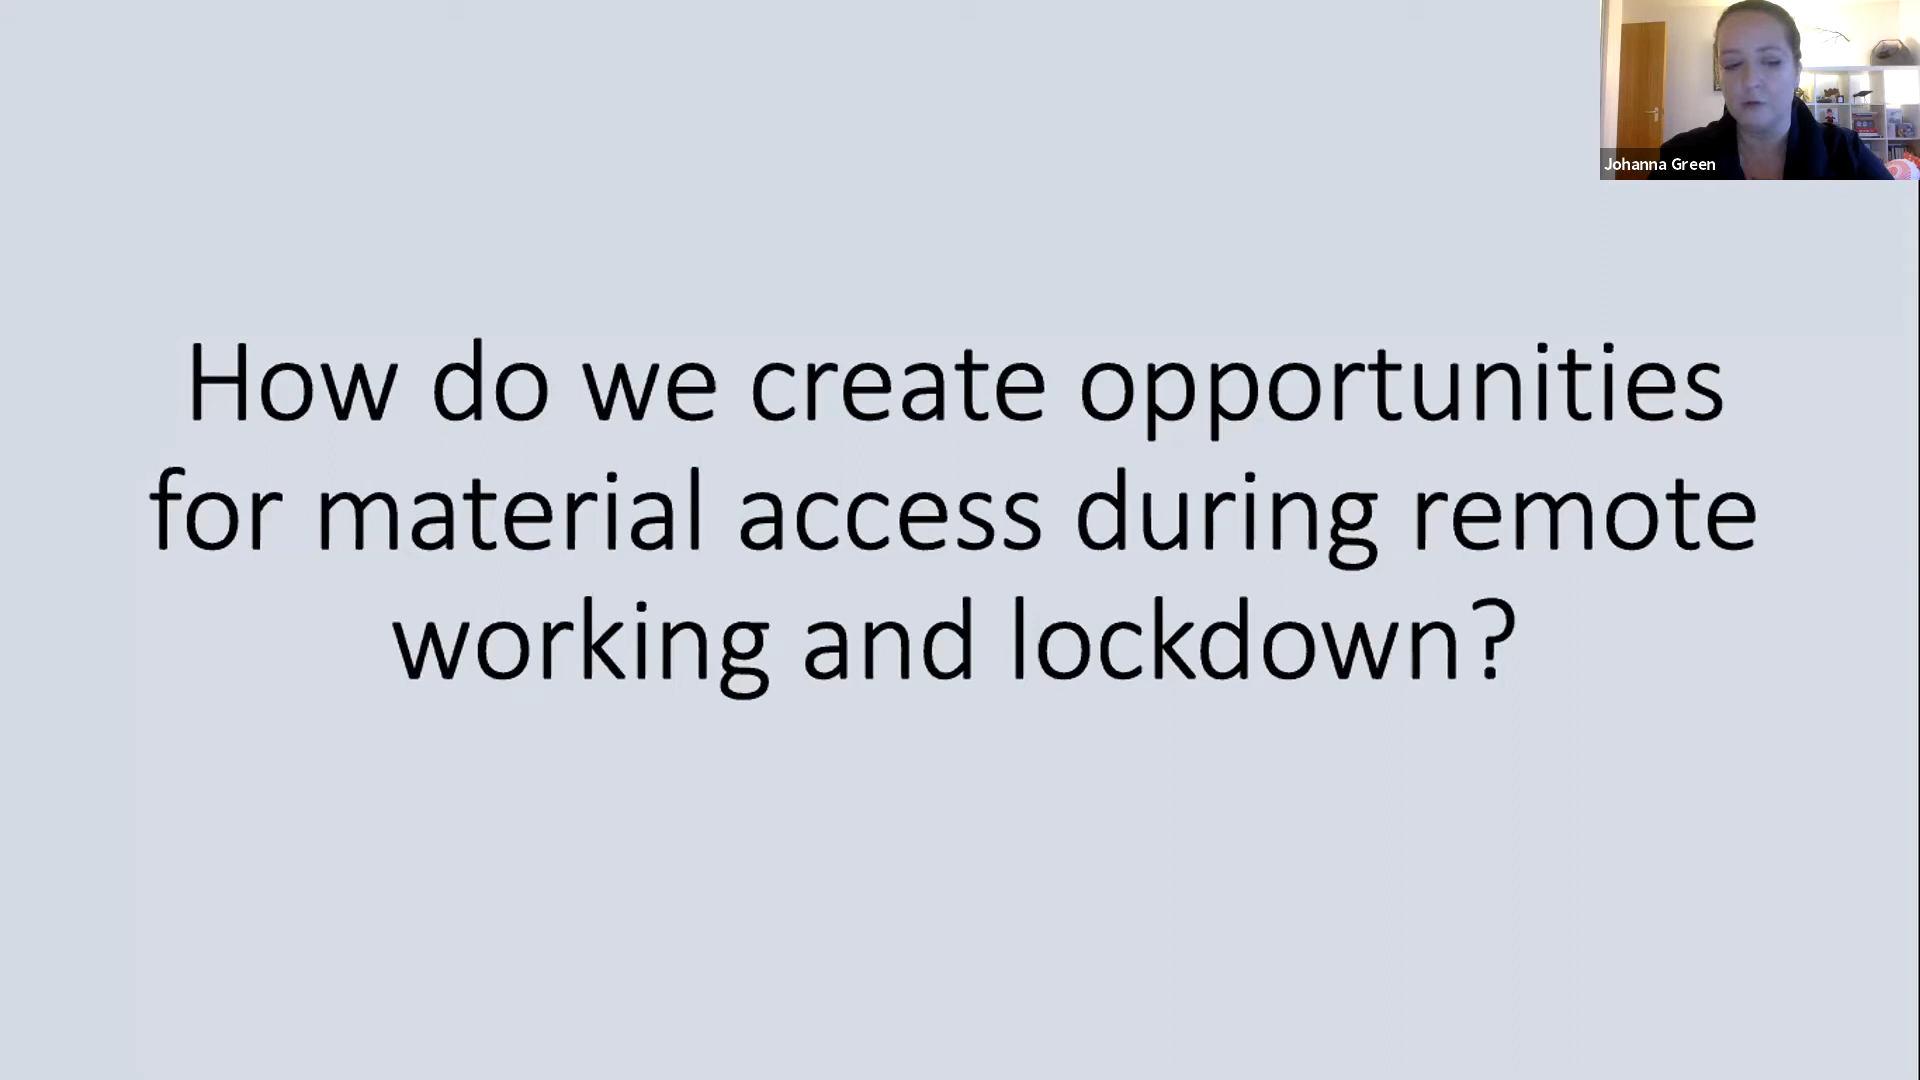 Johanna Green
How do we create opportunities
for material access during remote
working and lockdown?